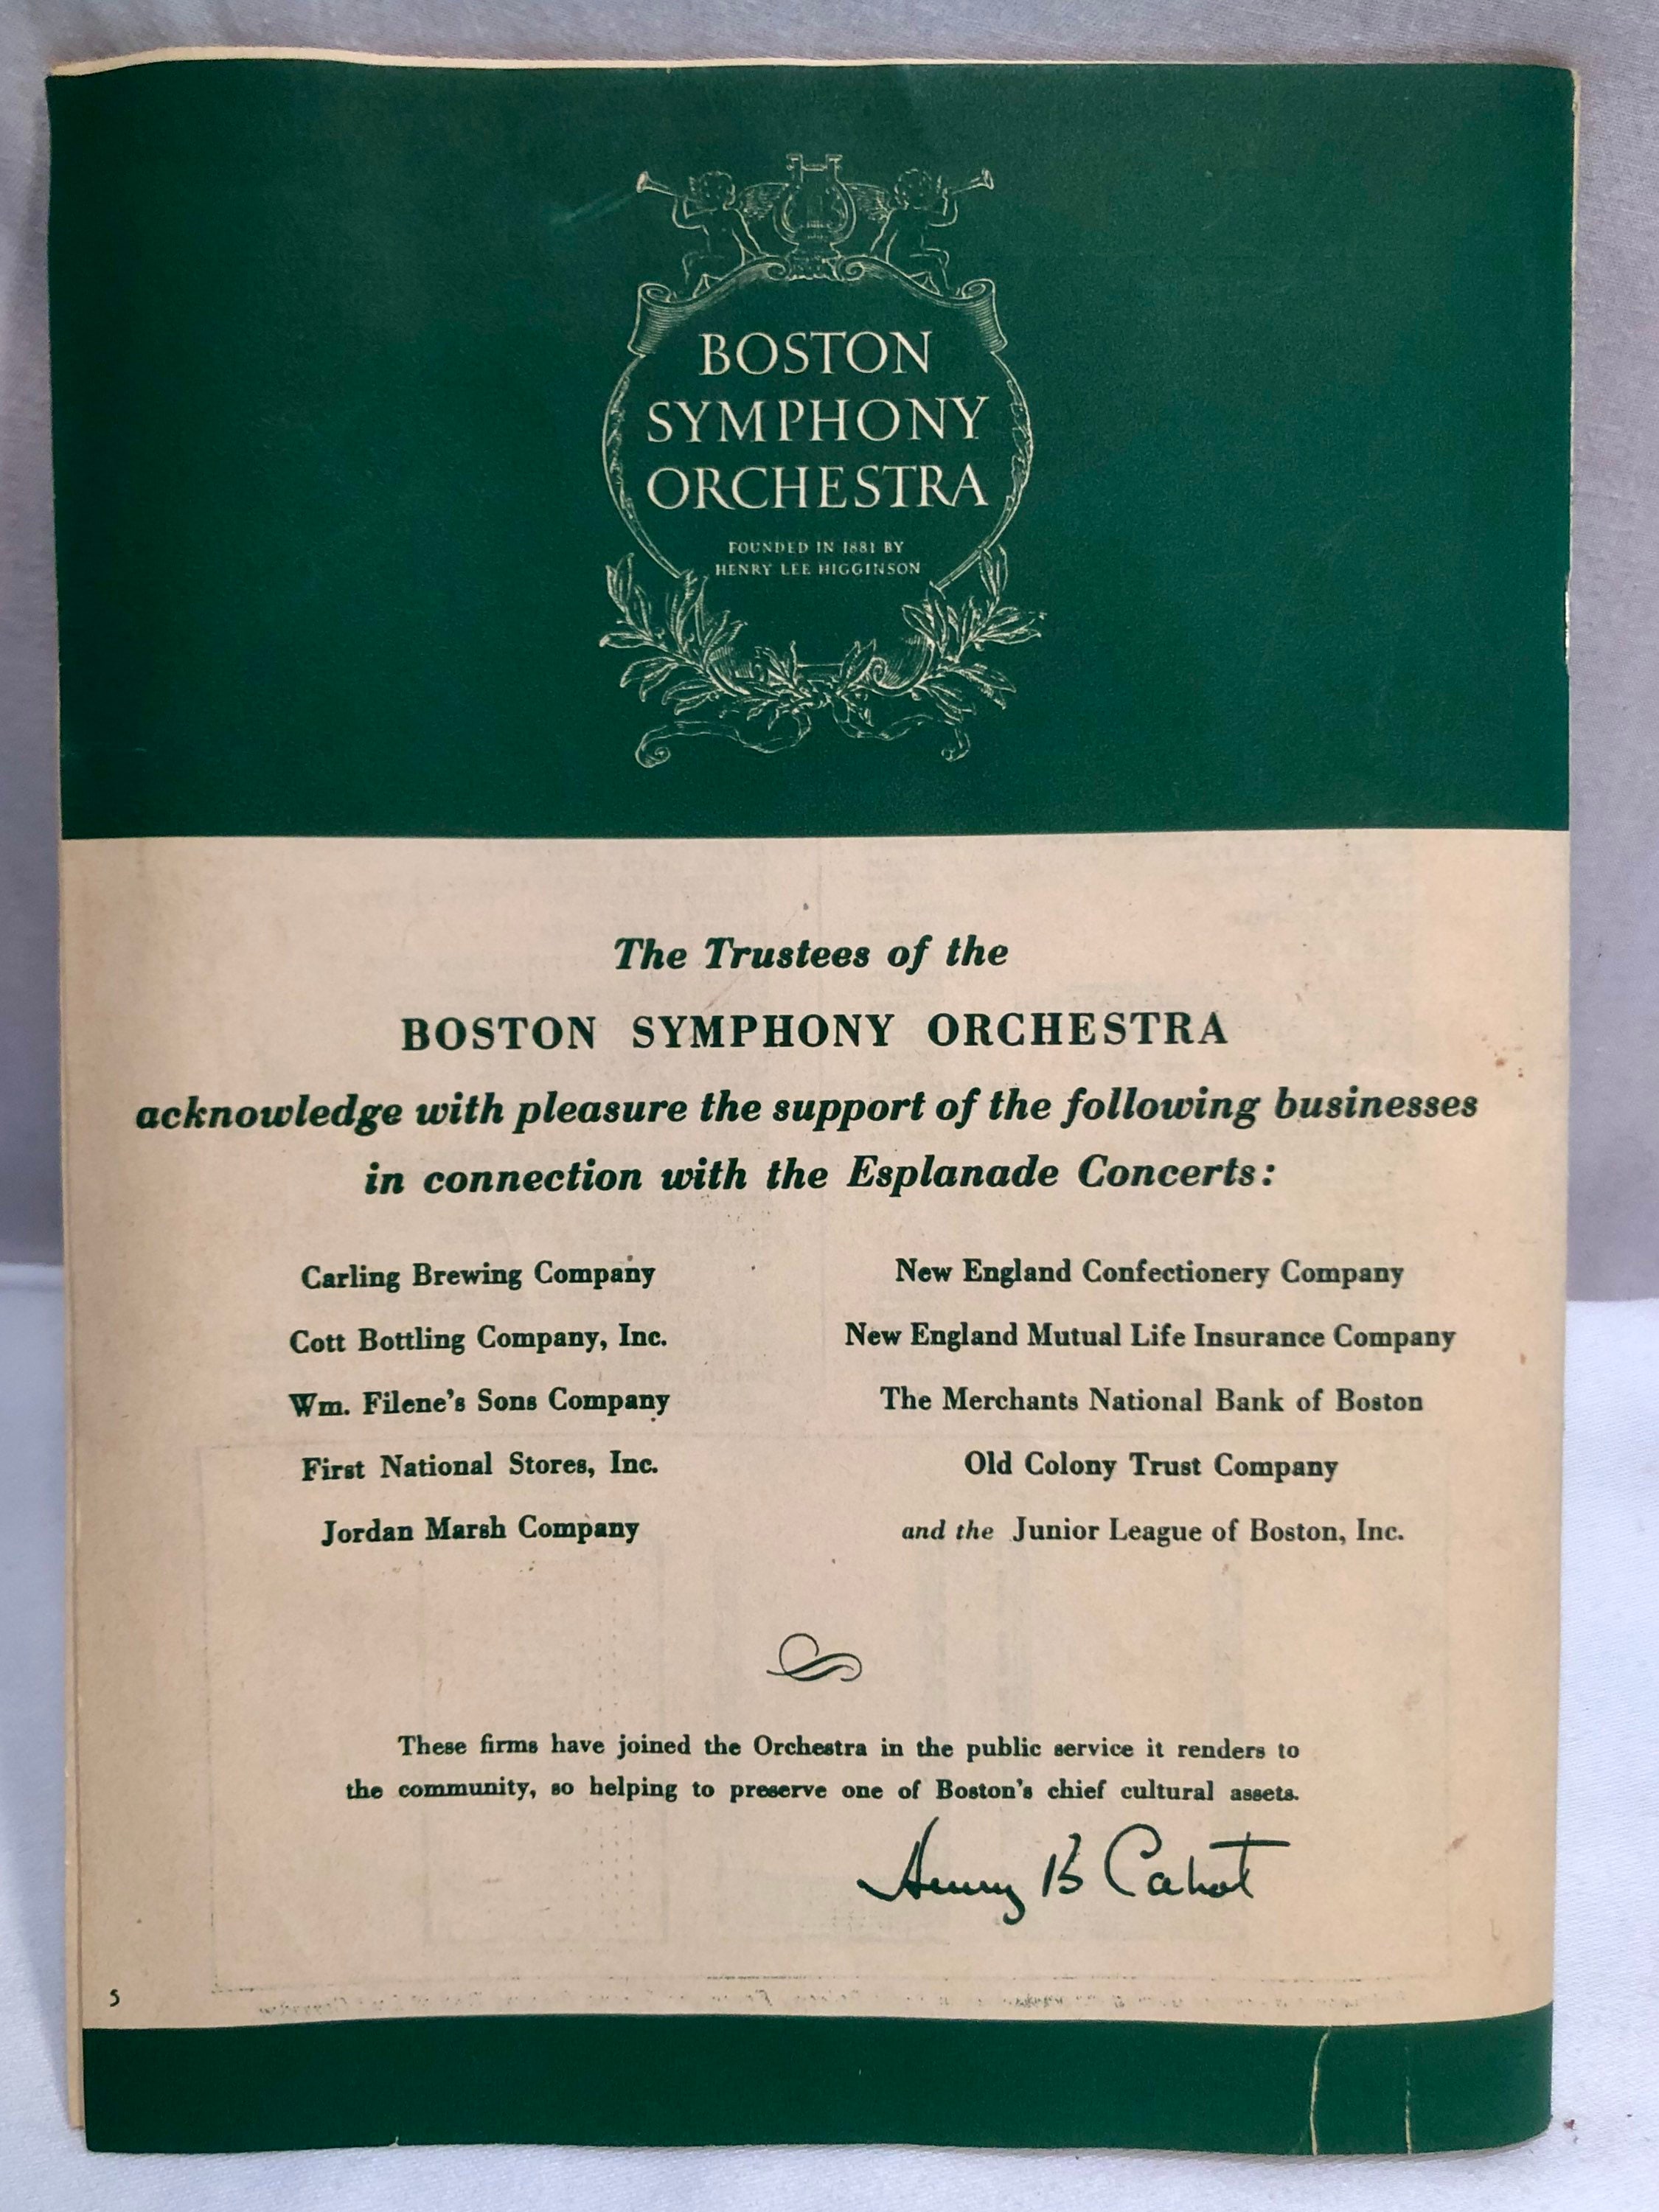 BOSTON
SYMPHONY
ORCHESTRA
FOUNDED IN 1881 BY
HENRY LEE HIGGINSON
The Trustees of the
BOSTON SYMPHONY ORCHESTRA
acknowledge with pleasure the support of the following businesses
in connection with the Esplanade Concerts:
Carling Brewing Company
Cott Bottling Company, Inc.
Wm. Filene's Sons Company
First National Stores, Inc.
Jordan Marsh Company
New England Confectionery Company
New England Mutual Life Insurance Company
The Merchants National Bank of Boston
Old Colony Trust Company
and the Junior League of Boston, Inc.
These firms have joined the Orchestra in the public service it renders to
the community, so helping to preserve one of Boston's chief cultural assets.
Henry B Cabot
5